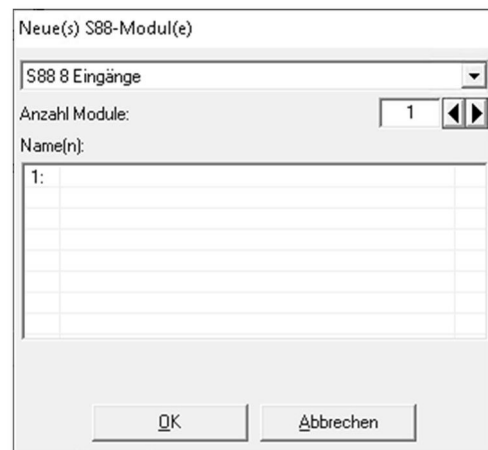 Neue(s) S88-Modul(e)
S88 8 Eingänge
Anzahl Module: 1
Name(n):
1:
OK Abbrechen